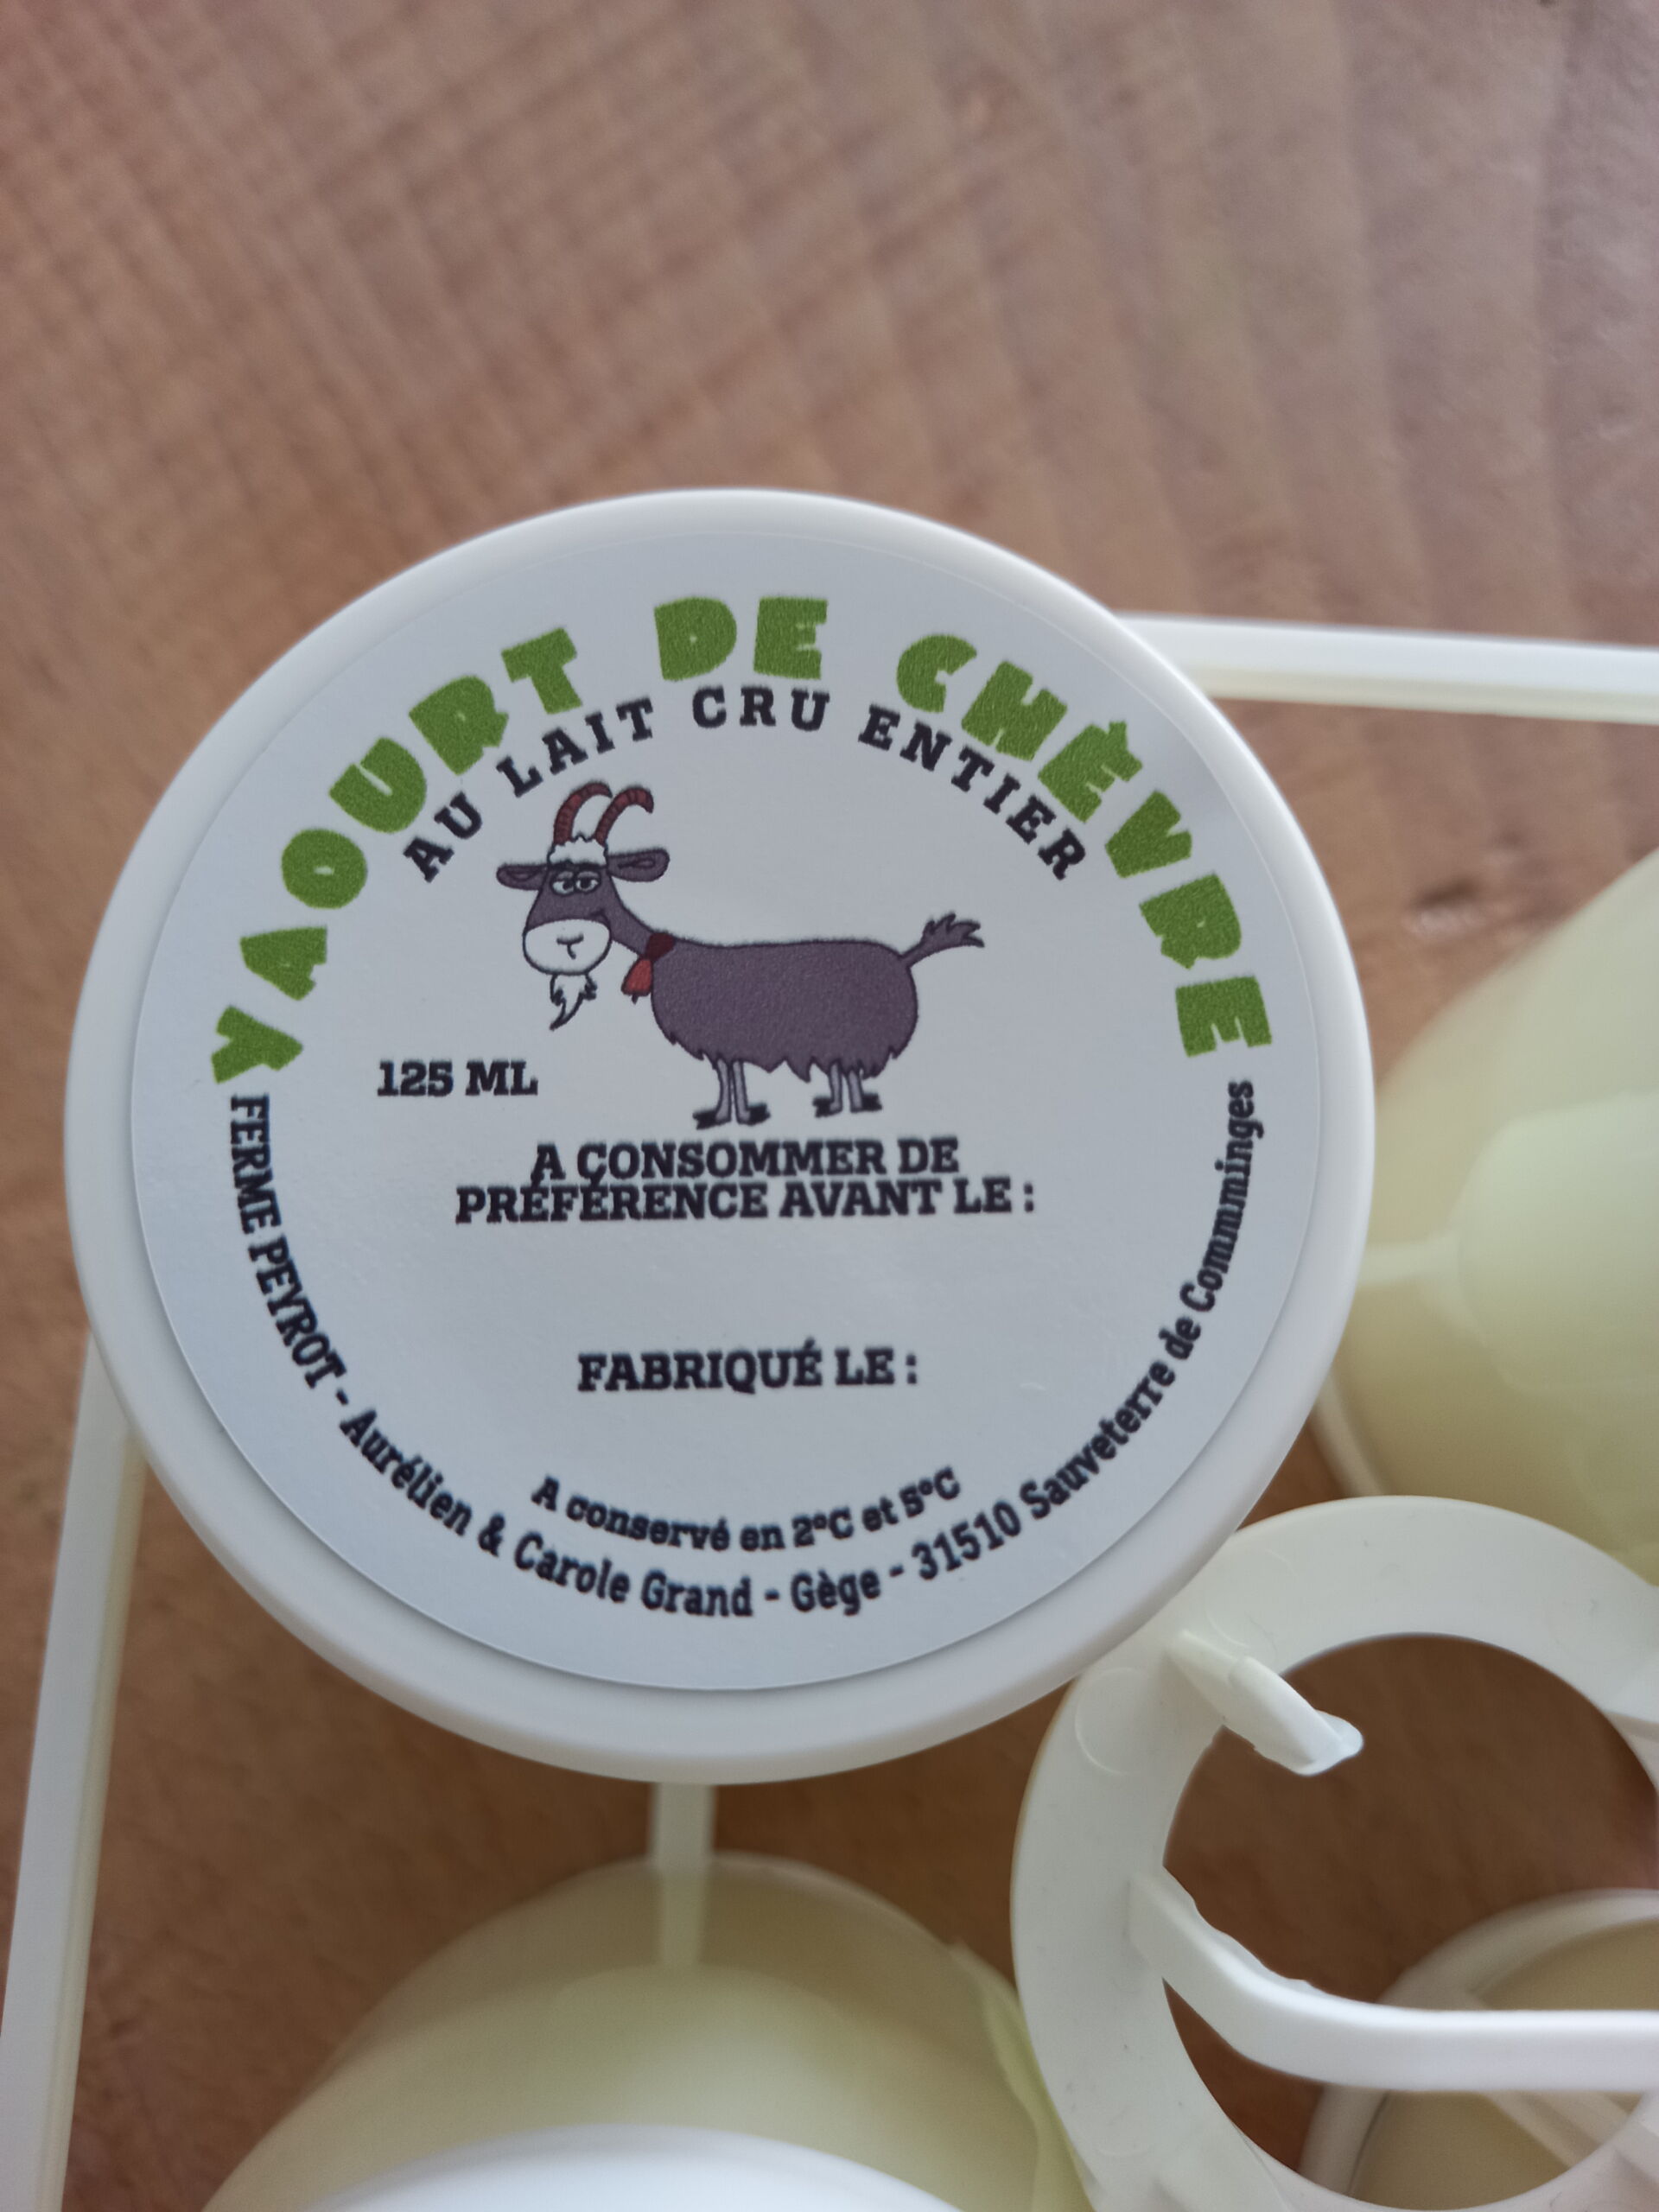 YAOURT DE CHÈVRE
AU LAIT CRU ENTIER
125 ML
A CONSOMMER DE
PRÉFÉRENCE AVANT LE :
FABRIQUÉ LE :
A conservé en 2°C et 5°C
FERME PEYROT - Aurélien & Carole Grand - Gège - 31510 Sauveterre de Comminges